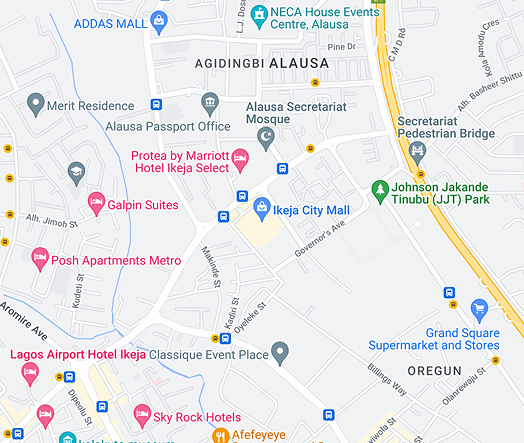 ADDAS MALL
L.J. Doss
NECA House Events
Centre, Alausa
Pine Dr
CMD Rd
Kola Amodu Cres
AGIDINGBI
ALAUSA
Alh. Basheer Shittu
Merit Residence
Alausa Passport Office
Alausa Secretariat
Mosque
Secretariat
Pedestrian Bridge
Protea by Marriott
Hotel Ikeja Select
Johnson Jakande
Tinubu (JJT) Park
Galpin Suites
Ikeja City Mall
Alh. Jimoh St
Governor's Ave
Posh Apartments Metro
Makinde St
Kudeti St
Kadiri St
Oyeleke St
Aromire Ave
Grand Square
Supermarket and Stores
Lagos Airport Hotel Ikeja
Classique Event Place
Billings Way
OREGUN
Olanrewaju St
Dipeolu St
Sky Rock Hotels
Afefeyeye